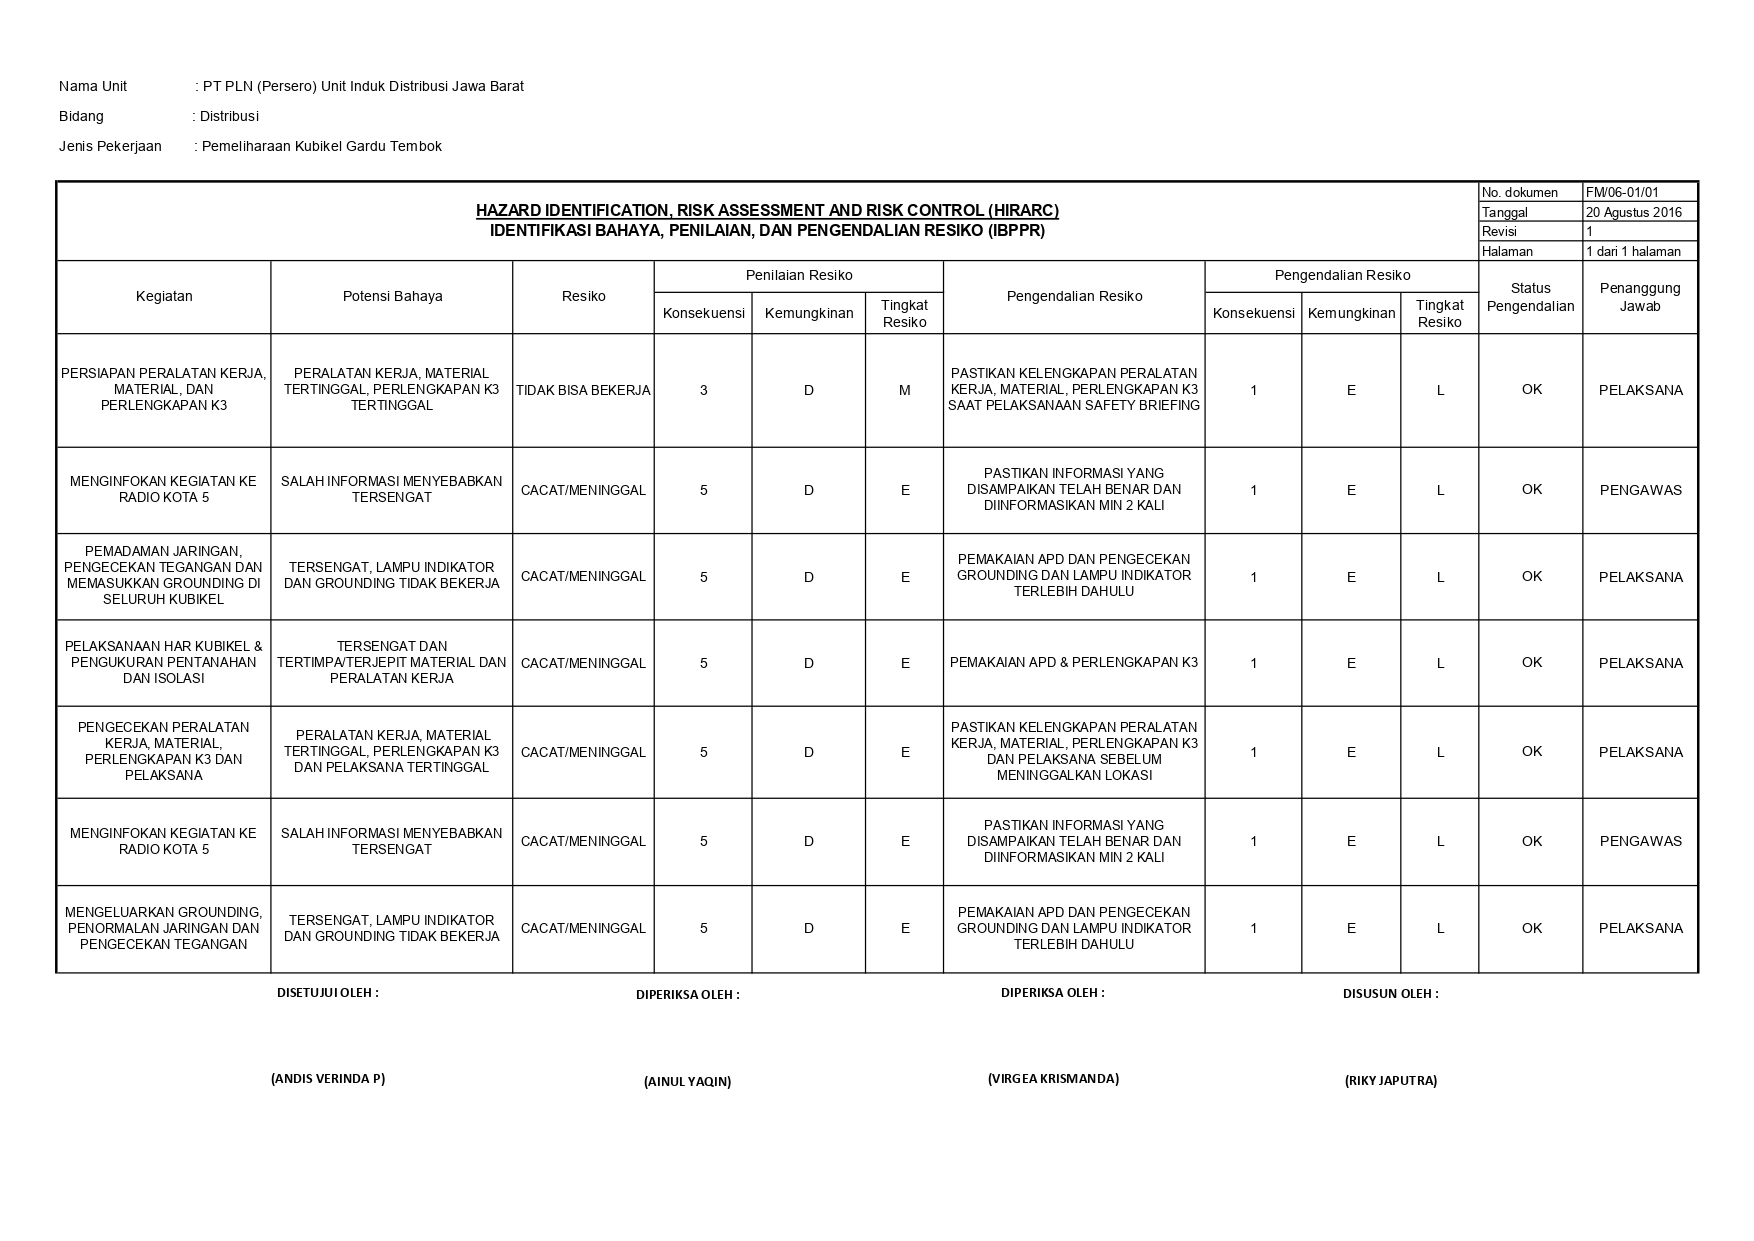 Nama Unit : PT PLN (Persero) Unit Induk Distribusi Jawa Barat
Bidang : Distribusi
Jenis Pekerjaan : Pemeliharaan Kubikel Gardu Tembok
HAZARD IDENTIFICATION, RISK ASSESSMENT AND RISK CONTROL (HIRARC)
IDENTIFIKASI BAHAYA, PENILAIAN, DAN PENGENDALIAN RESIKO (IBPPR)
No. dokumen FM/06-01/01
Tanggal 20 Agustus 2016
Revisi 1
Halaman 1 dari 1 halaman
Kegiatan
Potensi Bahaya
Resiko
Penilaian Resiko
Konsekuensi
Kemungkinan
Tingkat
Resiko
Pengendalian Resiko
Pengendalian Resiko
Konsekuensi
Kemungkinan
Tingkat
Resiko
Status
Pengendalian
Penanggung
Jawab
PERSIAPAN PERALATAN KERJA,
MATERIAL, DAN
PERLENGKAPAN K3
PERALATAN KERJA, MATERIAL
TERTINGGAL, PERLENGKAPAN K3
TERTINGGAL
TIDAK BISA BEKERJA
3
D
M
PASTIKAN KELENGKAPAN PERALATAN
KERJA, MATERIAL, PERLENGKAPAN K3
SAAT PELAKSANAAN SAFETY BRIEFING
1
E
L
OK
PELAKSANA
MENGINFOKAN KEGIATAN KE
RADIO KOTA 5
SALAH INFORMASI MENYEBABKAN
TERSENGAT
CACAT/MENINGGAL
5
D
E
PASTIKAN INFORMASI YANG
DISAMPAIKAN TELAH BENAR DAN
DIINFORMASIKAN MIN 2 KALI
1
E
L
OK
PENGAWAS
PEMADAMAN JARINGAN,
PENGECEKAN TEGANGAN DAN
MEMASUKKAN GROUNDING DI
SELURUH KUBIKEL
TERSENGAT, LAMPU INDIKATOR
DAN GROUNDING TIDAK BEKERJA
CACAT/MENINGGAL
5
D
E
PEMAKAIAN APD DAN PENGECEKAN
GROUNDING DAN LAMPU INDIKATOR
TERLEBIH DAHULU
1
E
L
OK
PELAKSANA
PELAKSANAAN HAR KUBIKEL &
PENGUKURAN PENTANAHAN
DAN ISOLASI
TERSENGAT DAN
TERTIMPA/TERJEPIT MATERIAL DAN
PERALATAN KERJA
CACAT/MENINGGAL
5
D
E
PEMAKAIAN APD & PERLENGKAPAN K3
1
E
L
OK
PELAKSANA
PENGECEKAN PERALATAN
KERJA, MATERIAL,
PERLENGKAPAN K3 DAN
PELAKSANA
PERALATAN KERJA, MATERIAL
TERTINGGAL, PERLENGKAPAN K3
DAN PELAKSANA TERTINGGAL
CACAT/MENINGGAL
5
D
E
PASTIKAN KELENGKAPAN PERALATAN
KERJA, MATERIAL, PERLENGKAPAN K3
DAN PELAKSANA SEBELUM
MENINGGALKAN LOKASI
1
E
L
OK
PELAKSANA
MENGINFOKAN KEGIATAN KE
RADIO KOTA 5
SALAH INFORMASI MENYEBABKAN
TERSENGAT
CACAT/MENINGGAL
5
D
E
PASTIKAN INFORMASI YANG
DISAMPAIKAN TELAH BENAR DAN
DIINFORMASIKAN MIN 2 KALI
1
E
L
OK
PENGAWAS
MENGELUARKAN GROUNDING,
PENORMALAN JARINGAN DAN
PENGECEKAN TEGANGAN
TERSENGAT, LAMPU INDIKATOR
DAN GROUNDING TIDAK BEKERJA
CACAT/MENINGGAL
5
D
E
PEMAKAIAN APD DAN PENGECEKAN
GROUNDING DAN LAMPU INDIKATOR
TERLEBIH DAHULU
1
E
L
OK
PELAKSANA
DISETUJUI OLEH : DIPERIKSA OLEH : DIPERIKSA OLEH : DISUSUN OLEH :
(ANDIS VERINDA P) (AINUL YAQIN) (VIRGEA KRISMANDA) (RIKY JAPUTRA)